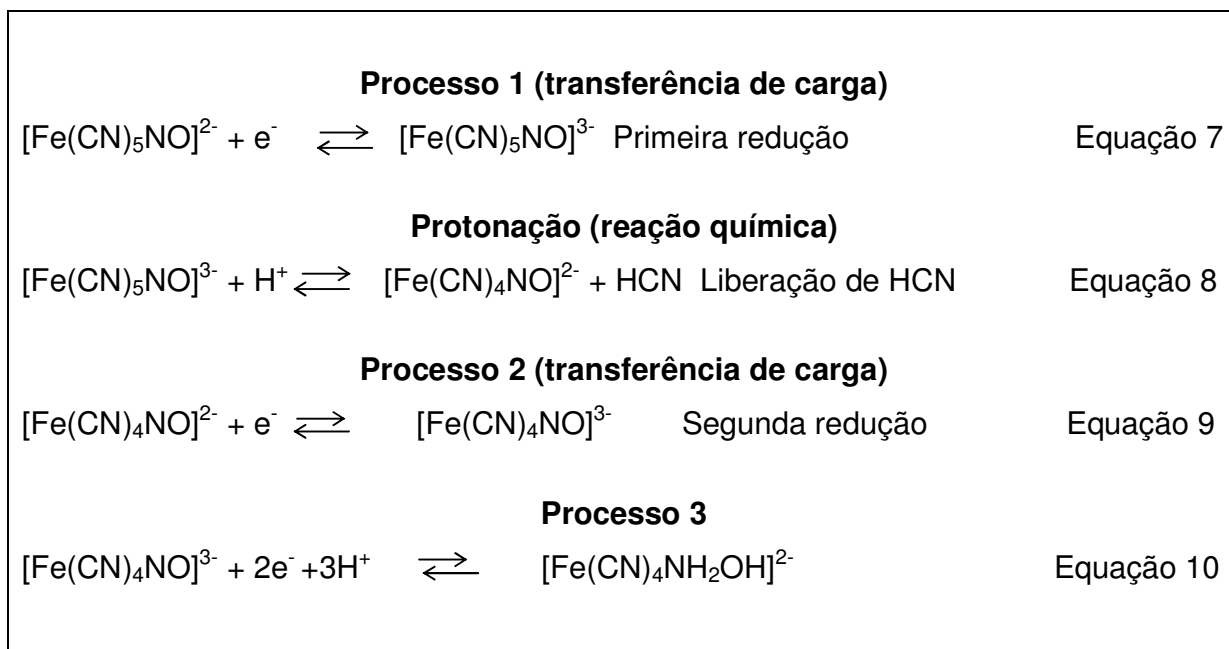 Processo 1 (transferência de carga)
[Fe(CN)₅NO]²⁻ + e⁻ ⇌ [Fe(CN)₅NO]³⁻ Primeira redução Equação 7
Protonação (reação química)
[Fe(CN)₅NO]³⁻ + H⁺ ⇌ [Fe(CN)₄NO]²⁻ + HCN Liberação de HCN Equação 8
Processo 2 (transferência de carga)
[Fe(CN)₄NO]²⁻ + e⁻ ⇌ [Fe(CN)₄NO]³⁻ Segunda redução Equação 9
Processo 3
[Fe(CN)₄NO]³⁻ + 2e⁻ +3H⁺ ⇌ [Fe(CN)₄NH₂OH]²⁻ Equação 10